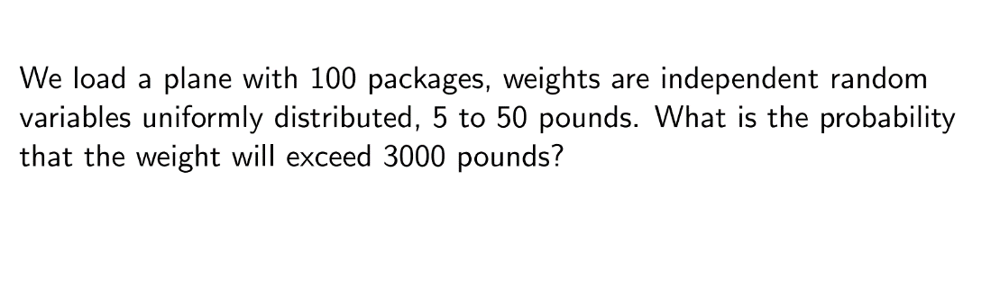 We load a plane with 100 packages, weights are independent random
variables uniformly distributed, 5 to 50 pounds. What is the probability
that the weight will exceed 3000 pounds?